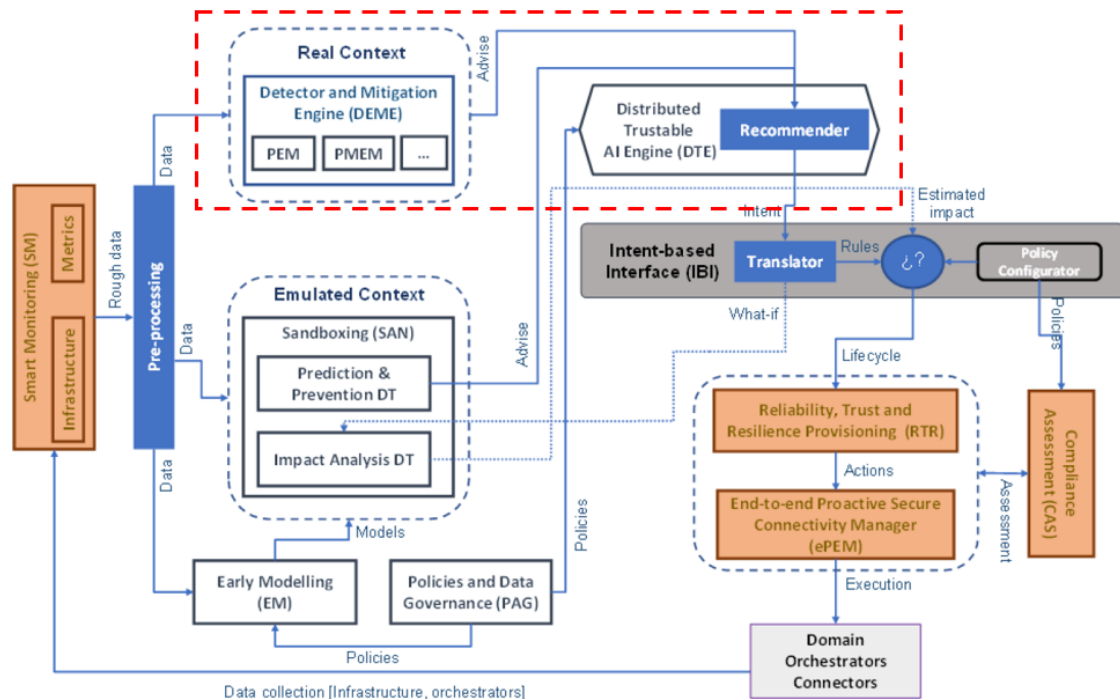 Real Context
Detector and Mitigation
Engine (DEME)
PEM
PMEM
...
Advise
Distributed
Trustable
AI Engine (DTE)
Recommender
Data
Smart Monitoring (SM)
Metrics
Infrastructure
Rough data
Pre-processing
Intent
Estimated
impact
Intent-based
Interface (IBI)
Translator
Rules
¿?
Policy
Configurator
What-if
Policies
Lifecycle
Data
Emulated Context
Sandboxing (SAN)
Prediction &
Prevention DT
Advise
Impact Analysis DT
Reliability, Trust and
Resilience Provisioning (RTR)
Actions
End-to-end Proactive Secure
Connectivity Manager
(ePEM)
Assessment
Compliance
Assessment (CAS)
Data
Models
Policies
Early Modelling
(EM)
Policies and Data
Governance (PAG)
Execution
Policies
Domain
Orchestrators
Connectors
Data collection [Infrastructure, orchestrators]